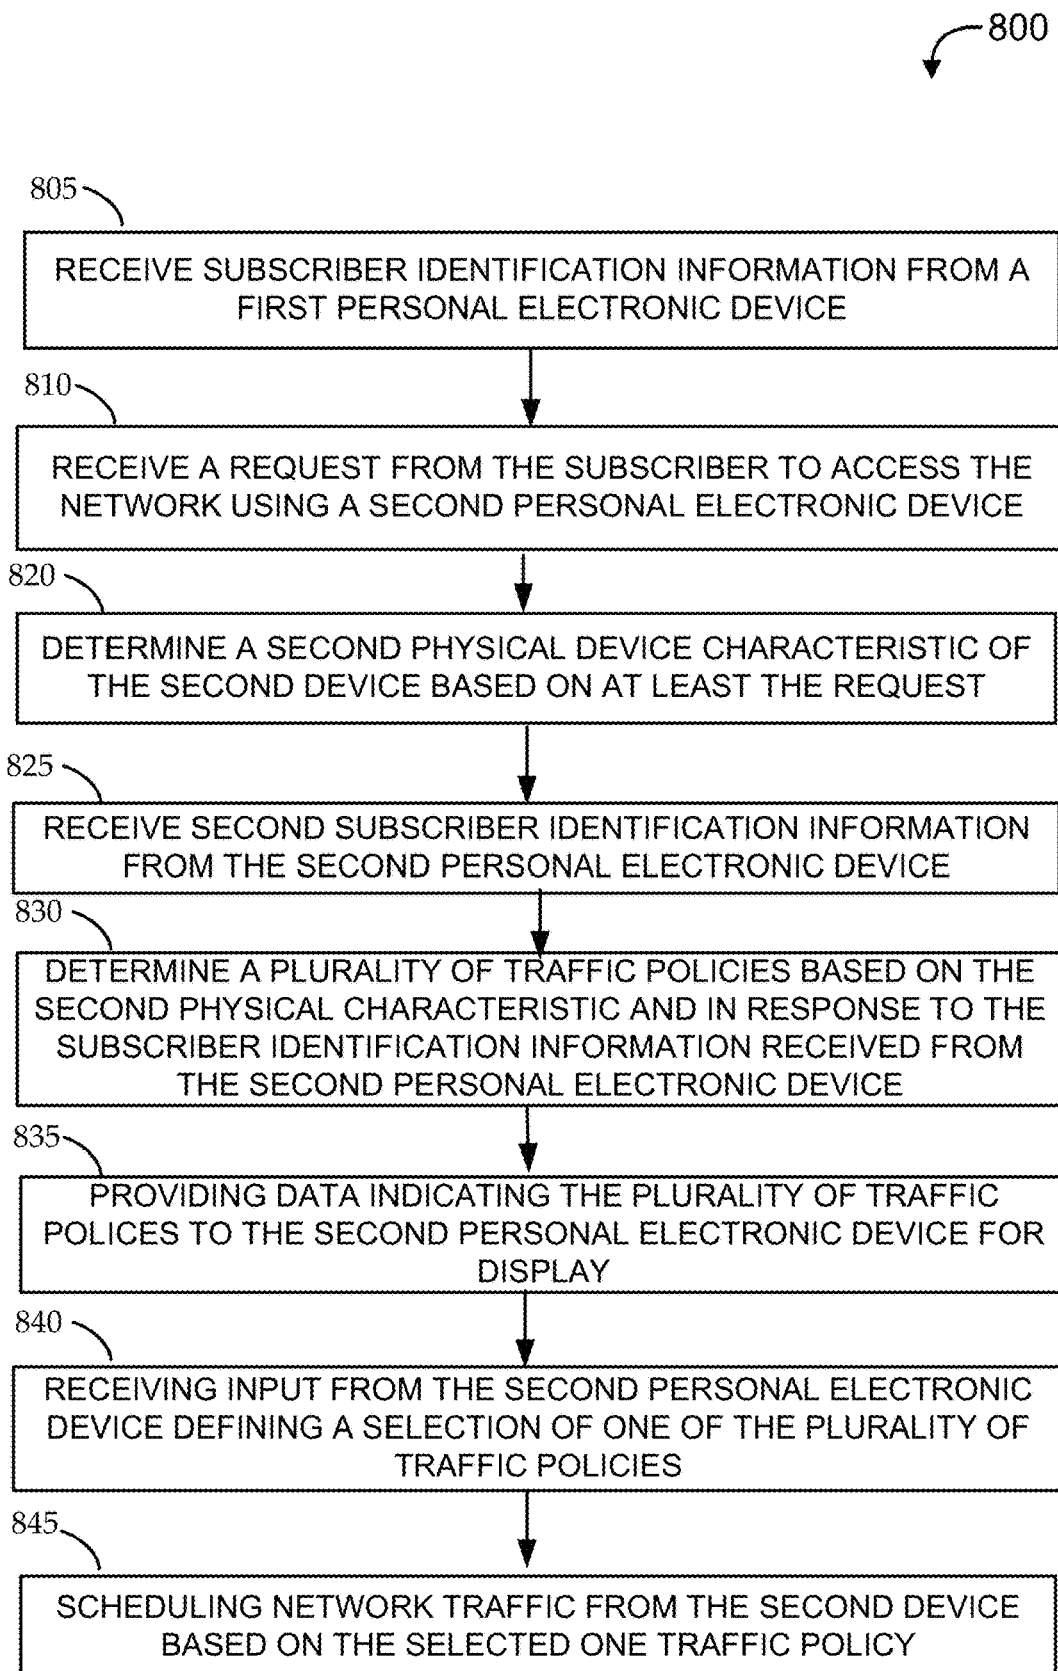 800
805
RECEIVE SUBSCRIBER IDENTIFICATION INFORMATION FROM A
FIRST PERSONAL ELECTRONIC DEVICE
810
RECEIVE A REQUEST FROM THE SUBSCRIBER TO ACCESS THE
NETWORK USING A SECOND PERSONAL ELECTRONIC DEVICE
820
DETERMINE A SECOND PHYSICAL DEVICE CHARACTERISTIC OF
THE SECOND DEVICE BASED ON AT LEAST THE REQUEST
825
RECEIVE SECOND SUBSCRIBER IDENTIFICATION INFORMATION
FROM THE SECOND PERSONAL ELECTRONIC DEVICE
830
DETERMINE A PLURALITY OF TRAFFIC POLICIES BASED ON THE
SECOND PHYSICAL CHARACTERISTIC AND IN RESPONSE TO THE
SUBSCRIBER IDENTIFICATION INFORMATION RECEIVED FROM
THE SECOND PERSONAL ELECTRONIC DEVICE
835
PROVIDING DATA INDICATING THE PLURALITY OF TRAFFIC
POLICES TO THE SECOND PERSONAL ELECTRONIC DEVICE FOR
DISPLAY
840
RECEIVING INPUT FROM THE SECOND PERSONAL ELECTRONIC
DEVICE DEFINING A SELECTION OF ONE OF THE PLURALITY OF
TRAFFIC POLICIES
845
SCHEDULING NETWORK TRAFFIC FROM THE SECOND DEVICE
BASED ON THE SELECTED ONE TRAFFIC POLICY